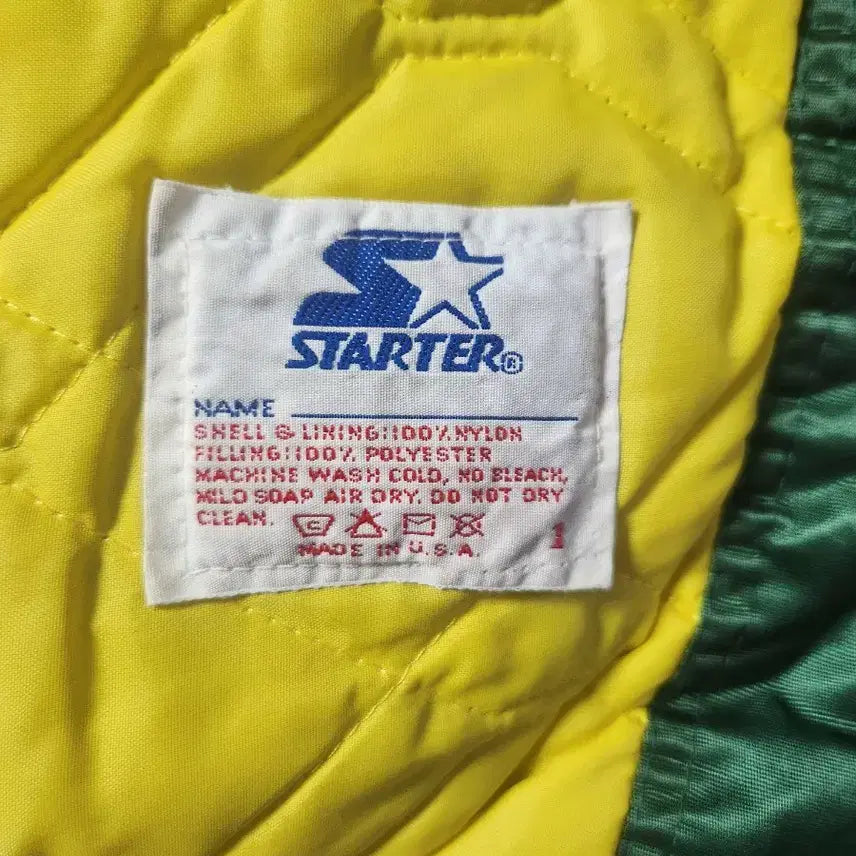 STARTER®
NAME
SHELL & LINING:100% NYLON
FILLING:100% POLYESTER
MACHINE WASH COLD, NO BLEACH,
MILD SOAP AIR DRY. DO NOT DRY
CLEAN.
MADE IN U.S.A. 1